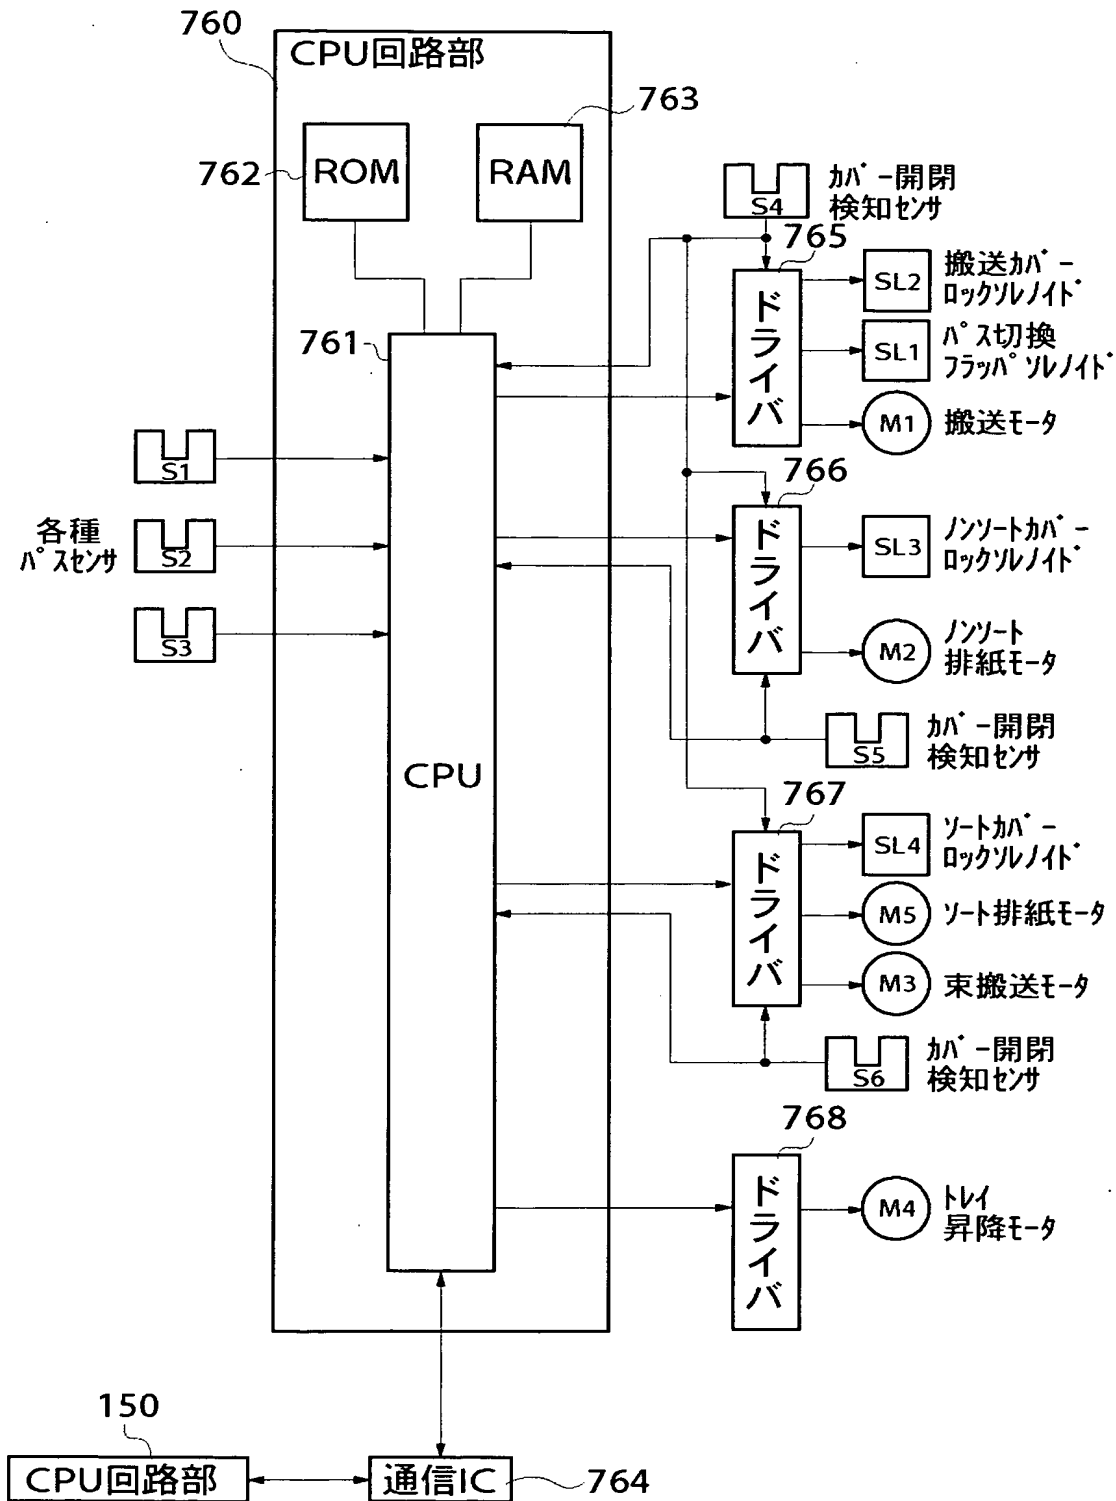 760
CPU回路部
763
762
ROM
RAM
S4
カバー開閉
検知センサ
765
ドライバ
SL2
搬送カバー
ロックソレノイド
SL1
パス切換
フラッパソレノイド
M1
搬送モータ
761
S1
各種
パスセンサ
S2
S3
766
ドライバ
SL3
ノンソートカバー
ロックソレノイド
M2
ノンソート
排紙モータ
S5
カバー開閉
検知センサ
CPU
767
ドライバ
SL4
ソートカバー
ロックソレノイド
M5
ソート排紙モータ
M3
束搬送モータ
S6
カバー開閉
検知センサ
768
ドライバ
M4
トレイ
昇降モータ
150
CPU回路部
通信IC
764